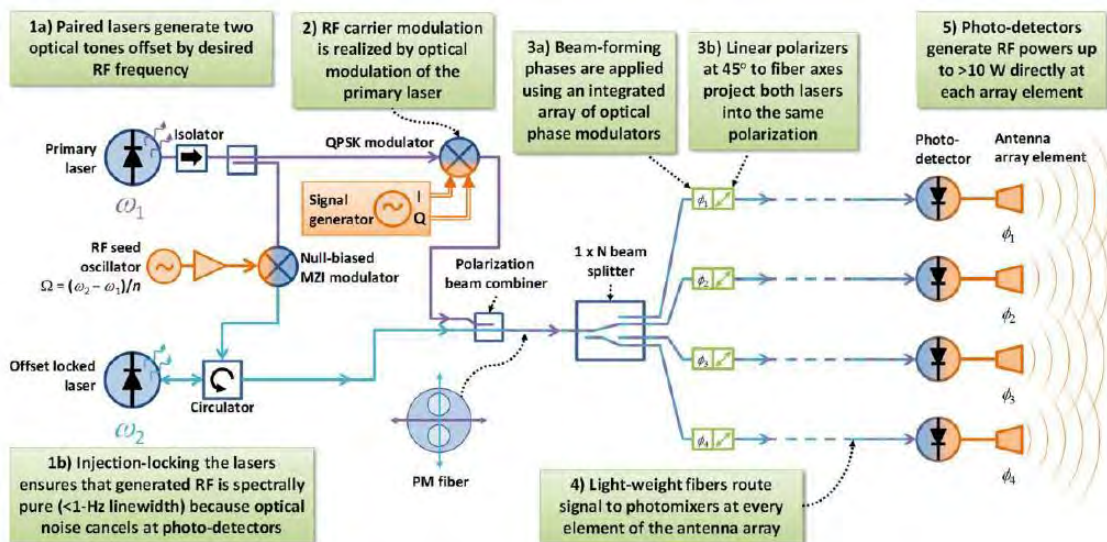 1a) Paired lasers generate two
optical tones offset by desired
RF frequency
2) RF carrier modulation
is realized by optical
modulation of the
primary laser
3a) Beam-forming
phases are applied
using an integrated
array of optical
phase modulators
3b) Linear polarizers
at 45° to fiber axes
project both lasers
into the same
polarization
5) Photo-detectors
generate RF powers up
to >10 W directly at
each array element
Primary
laser
ω₁
Isolator
QPSK modulator
Signal
generator
I
Q
Photo-
detector
Antenna
array element
RF seed
oscillator
Ω = (ω₂ – ω₁)/n
Null-biased
MZI modulator
Polarization
beam combiner
1 x N beam
splitter
ϕ₁
ϕ₁
ϕ₂
ϕ₂
ϕ₃
ϕ₃
ϕ₄
ϕ₄
Offset locked
laser
ω₂
Circulator
PM fiber
1b) Injection-locking the lasers
ensures that generated RF is spectrally
pure (<1-Hz linewidth) because optical
noise cancels at photo-detectors
4) Light-weight fibers route
signal to photomixers at every
element of the antenna array